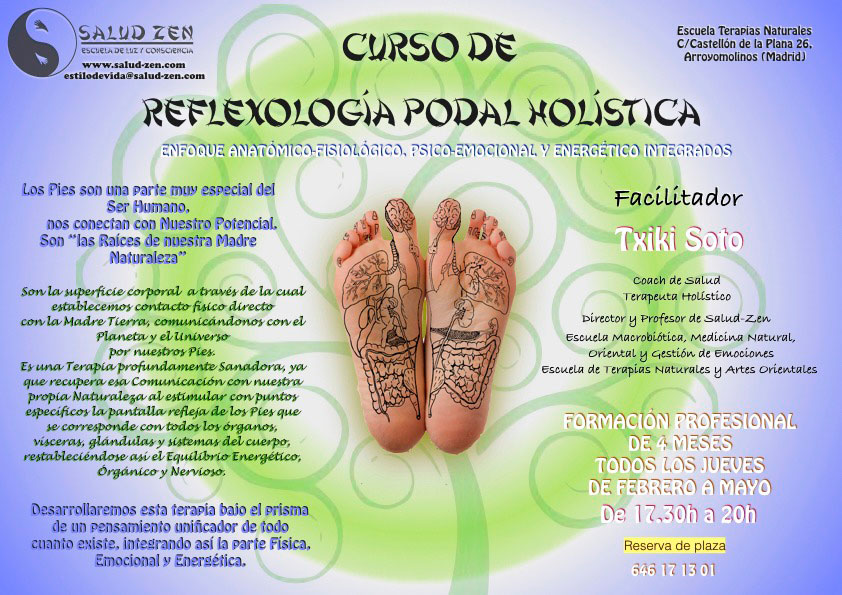 SALUD ZEN
ESCUELA DE LUZ Y CONSCIENCIA
www.salud-zen.com
estilodevida@salud-zen.com
CURSO DE
REFLEXOLOGÍA PODAL HOLÍSTICA
ENFOQUE ANATÓMICO-FISIOLÓGICO, PSICO-EMOCIONAL Y ENERGÉTICO INTEGRADOS
Escuela Terapias Naturales
C/Castellón de la Plana 26,
Arroyomolinos (Madrid)
Los Pies son una parte muy especial del
Ser Humano,
nos conectan con Nuestro Potencial.
Son "las Raíces de nuestra Madre
Naturaleza"
Son la superficie corporal a través de la cual
establecemos contacto físico directo
con la Madre Tierra, comunicándonos con el
Planeta y el Universo
por nuestros Pies.
Es una Terapia profundamente Sanadora, ya
que recupera esa Comunicación con nuestra
propia Naturaleza al estimular con puntos
específicos la pantalla refleja de los Pies que
se corresponde con todos los órganos,
vísceras, glándulas y sistemas del cuerpo,
restableciéndose así el Equilibrio Energético,
Orgánico y Nervioso.
Desarrollaremos esta terapia bajo el prisma
de un pensamiento unificador de todo
cuanto existe, integrando así la parte Física,
Emocional y Energética.
Facilitador
Txiki Soto
Coach de Salud
Terapeuta Holístico
Director y Profesor de Salud-Zen
Escuela Macrobiótica, Medicina Natural,
Oriental y Gestión de Emociones
Escuela de Terapias Naturales y Artes Orientales
FORMACIÓN PROFESIONAL
DE 4 MESES
TODOS LOS JUEVES
DE FEBRERO A MAYO
De 17.30h a 20h
Reserva de plaza
646 17 13 01